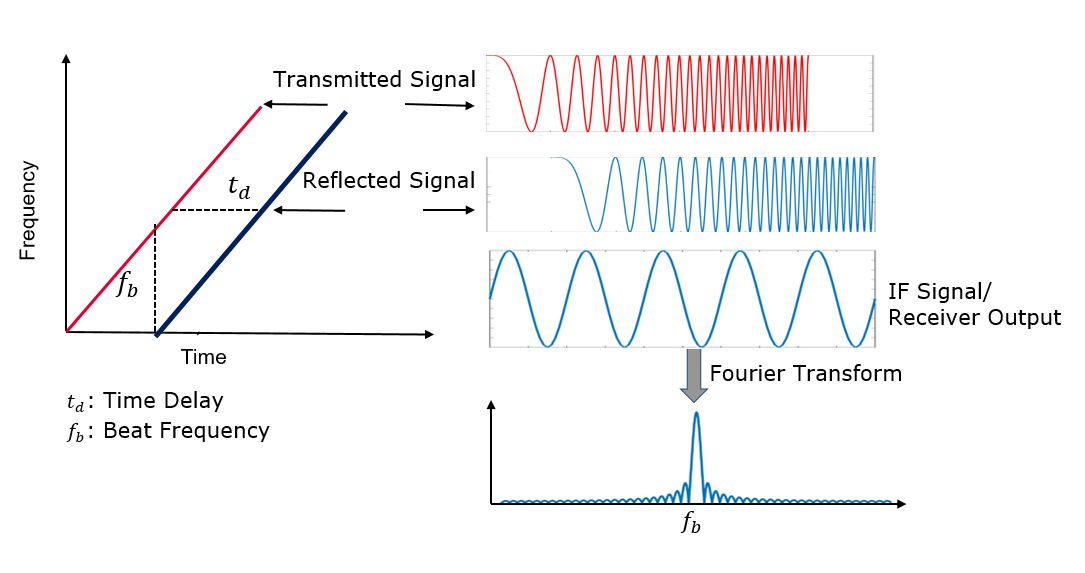 Transmitted Signal
Frequency
t_d
Reflected Signal
f_b
IF Signal/
Receiver Output
Time
Fourier Transform
t_d: Time Delay
f_b: Beat Frequency
f_b